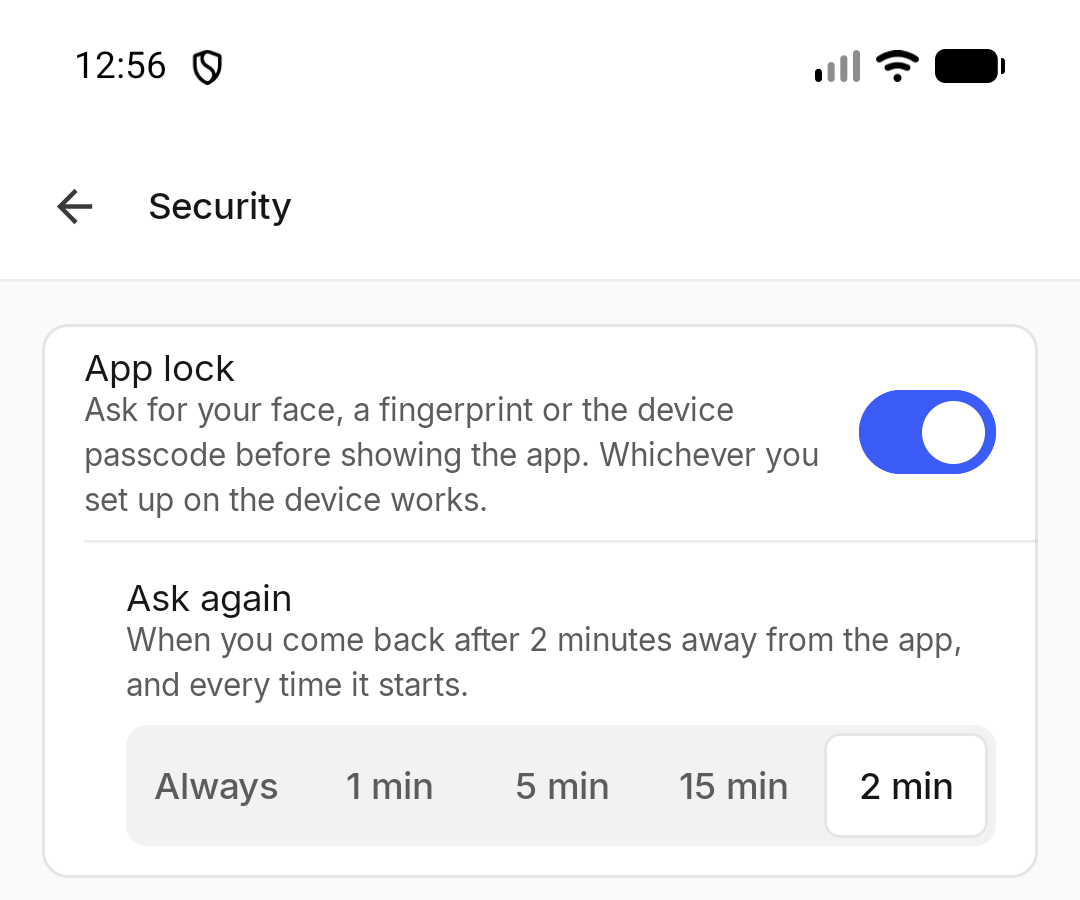 12:56
Security
App lock
Ask for your face, a fingerprint or the device
passcode before showing the app. Whichever you
set up on the device works.
Ask again
When you come back after 2 minutes away from the app,
and every time it starts.
Always 1 min 5 min 15 min 2 min